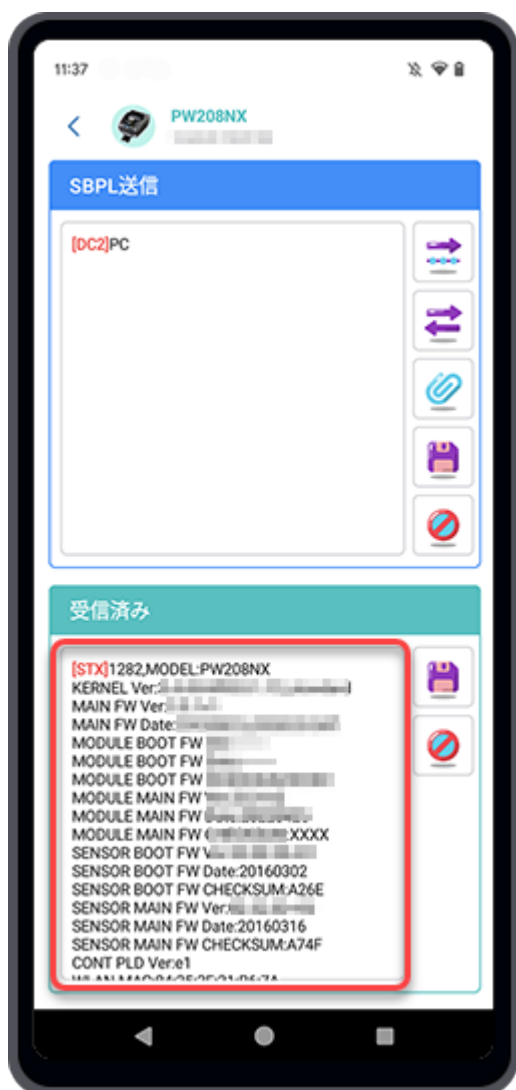 11:37
PW208NX
SBPL送信
[DC2]PC
受信済み
[STX]1282,MODEL:PW208NX
KERNEL Ver:
MAIN FW Ver:
MAIN FW Date:
MODULE BOOT FW
MODULE BOOT FW
MODULE BOOT FW
MODULE MAIN FW
MODULE MAIN FW
MODULE MAIN FW XXXX
SENSOR BOOT FW
SENSOR BOOT FW Date:20160302
SENSOR BOOT FW CHECKSUM:A26E
SENSOR MAIN FW Ver:
SENSOR MAIN FW Date:20160316
SENSOR MAIN FW CHECKSUM:A74F
CONT PLD Ver:e1